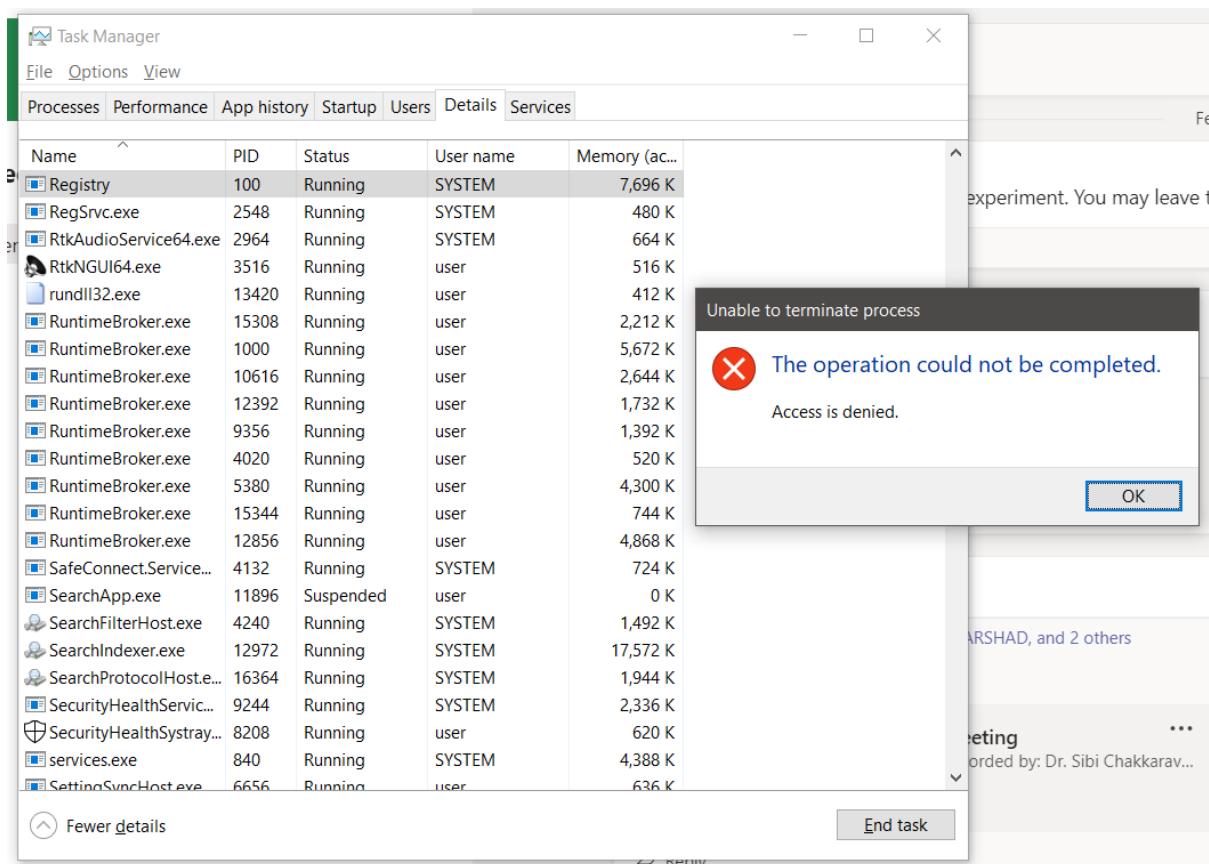 Task Manager
File Options View
Processes Performance App history Startup Users Details Services
Name PID Status User name Memory (ac...
Registry 100 Running SYSTEM 7,696 K
RegSrvc.exe 2548 Running SYSTEM 480 K
RtkAudioService64.exe 2964 Running SYSTEM 664 K
RtkNGUI64.exe 3516 Running user 516 K
rundll32.exe 13420 Running user 412 K
RuntimeBroker.exe 15308 Running user 2,212 K
RuntimeBroker.exe 1000 Running user 5,672 K
RuntimeBroker.exe 10616 Running user 2,644 K
RuntimeBroker.exe 12392 Running user 1,732 K
RuntimeBroker.exe 9356 Running user 1,392 K
RuntimeBroker.exe 4020 Running user 520 K
RuntimeBroker.exe 5380 Running user 4,300 K
RuntimeBroker.exe 15344 Running user 744 K
RuntimeBroker.exe 12856 Running user 4,868 K
SafeConnect.Service... 4132 Running SYSTEM 724 K
SearchApp.exe 11896 Suspended user 0 K
SearchFilterHost.exe 4240 Running SYSTEM 1,492 K
SearchIndexer.exe 12972 Running SYSTEM 17,572 K
SearchProtocolHost.e... 16364 Running SYSTEM 1,944 K
SecurityHealthServic... 9244 Running SYSTEM 2,336 K
SecurityHealthSystray... 8208 Running user 620 K
services.exe 840 Running SYSTEM 4,388 K
SettingSyncHost.exe 6656 Running user 636 K
Fewer details
End task
Unable to terminate process
The operation could not be completed.
Access is denied.
OK
Fe
experiment. You may leave t
ARSHAD, and 2 others
eeting
orded by: Dr. Sibi Chakkarav...
Reply